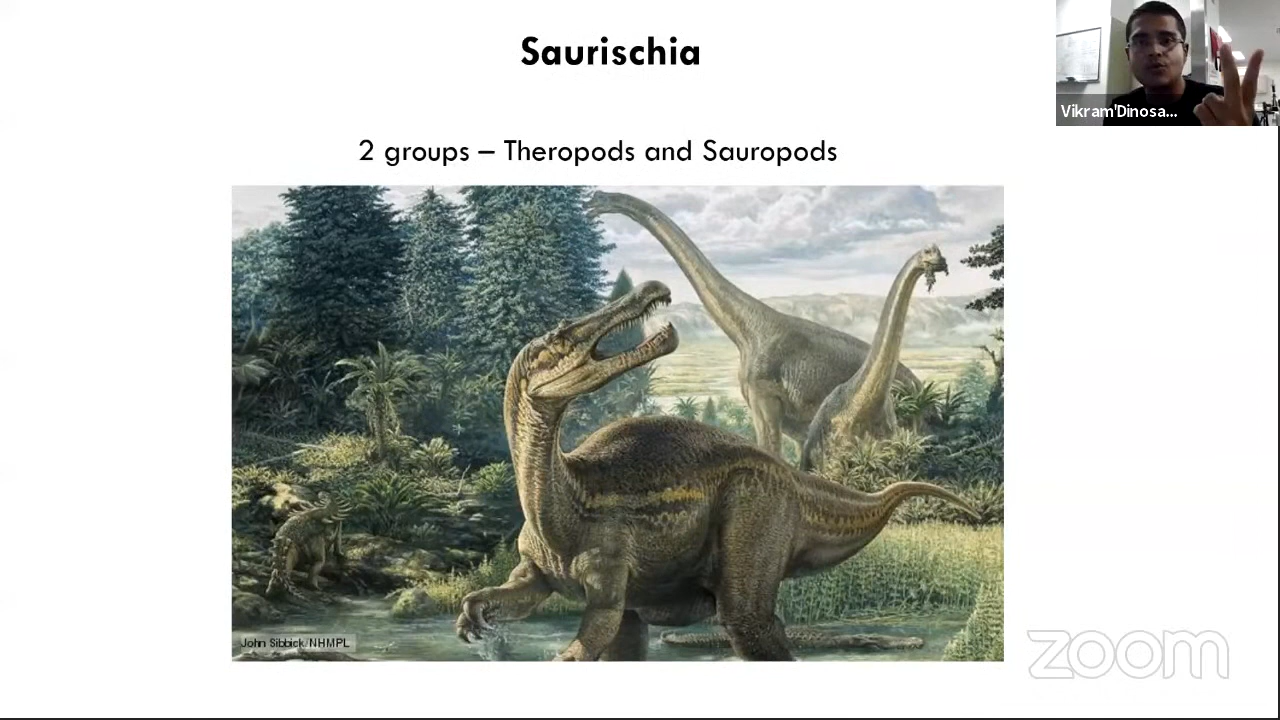 Saurischia
Vikram'Dinosa...
2 groups – Theropods and Sauropods
John Sibbick/NHMPL
zoom